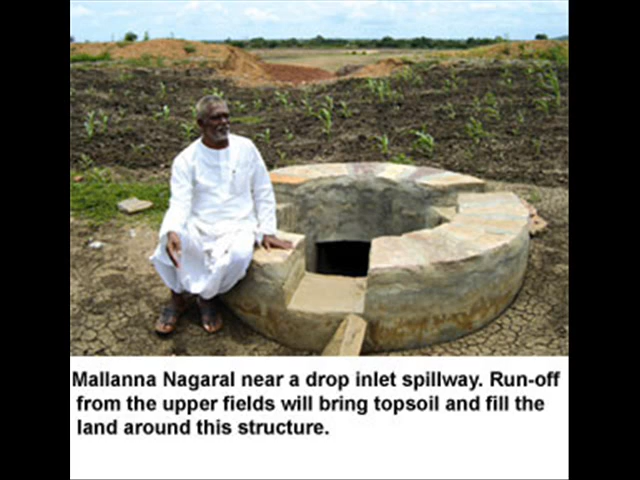 Mallanna Nagaral near a drop inlet spillway. Run-off
from the upper fields will bring topsoil and fill the
land around this structure.